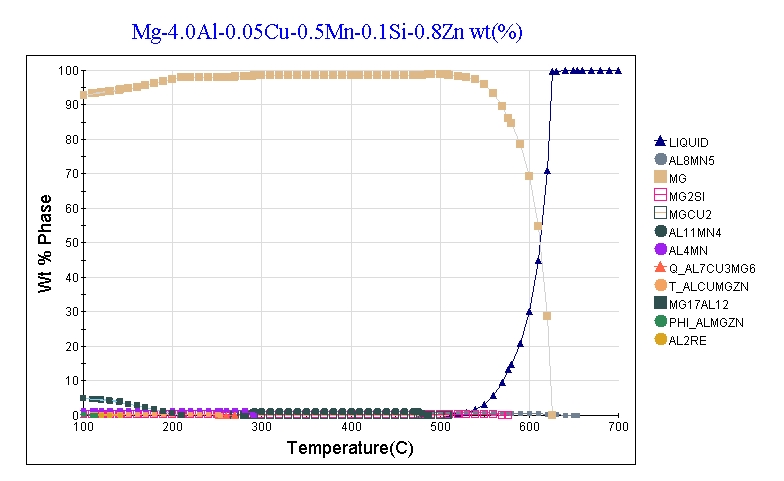 Mg-4.0Al-0.05Cu-0.5Mn-0.1Si-0.8Zn wt(%)
100
90
80
70
60
50
40
30
20
10
0
Wt % Phase
100 200 300 400 500 600 700
Temperature(C)
LIQUID
AL8MN5
MG
MG2SI
MGCU2
AL11MN4
AL4MN
Q_AL7CU3MG6
T_ALCUMGZN
MG17AL12
PHI_ALMGZN
AL2RE